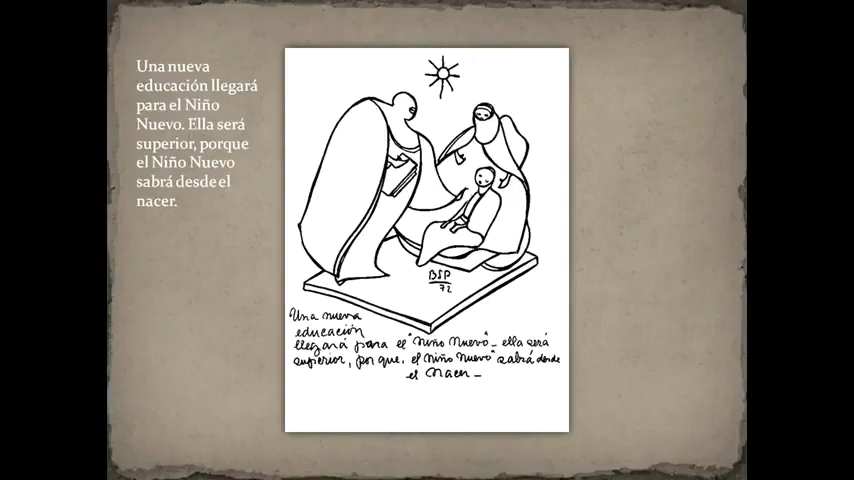 Una nueva
educación llegará
para el Niño
Nuevo. Ella será
superior, porque
el Niño Nuevo
sabrá desde el
nacer.
BSP
72
Una nueva
educación
llegará para el "Niño Nuevo" - ella será
superior, por que, el Niño Nuevo" sabrá desde
el Nacer -